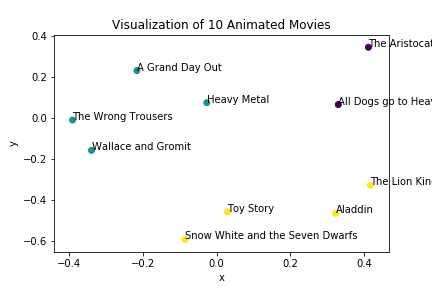 Visualization of 10 Animated Movies
0.4
The Aristocat
A Grand Day Out
0.2
Heavy Metal
All Dogs go to Heav
0.0
The Wrong Trousers
y
Wallace and Gromit
−0.2
The Lion King
−0.4
Toy Story
Aladdin
Snow White and the Seven Dwarfs
−0.6
−0.4
−0.2
0.0
0.2
0.4
x